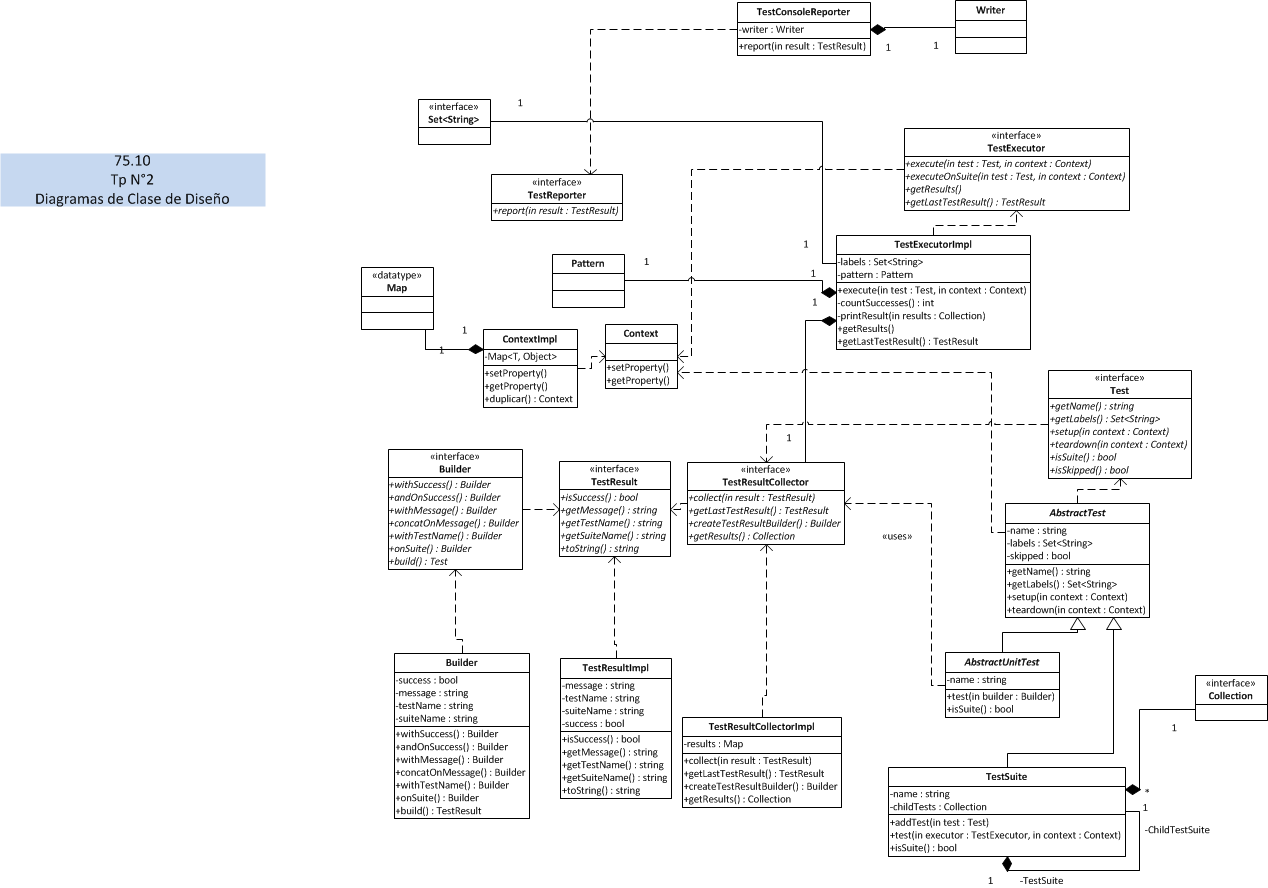 TestConsoleReporter
-writer : Writer
+report(in result : TestResult)
1
1
Writer
«interface»
Set<String>
1
75.10
Tp N°2
Diagramas de Clase de Diseño
«interface»
TestReporter
+report(in result : TestResult)
«interface»
TestExecutor
+execute(in test : Test, in context : Context)
+executeOnSuite(in test : Test, in context : Context)
+getResults()
+getLastTestResult() : TestResult
1
TestExecutorImpl
-labels : Set<String>
-pattern : Pattern
+execute(in test : Test, in context : Context)
-countSuccesses() : int
-printResult(in results : Collection)
+getResults()
+getLastTestResult() : TestResult
Pattern
1
1
1
«datatype»
Map
1
1
ContextImpl
-Map<T, Object>
+setProperty()
+getProperty()
+duplicar() : Context
Context
+setProperty()
+getProperty()
«interface»
Test
+getName() : string
+getLabels() : Set<String>
+setup(in context : Context)
+teardown(in context : Context)
+isSuite() : bool
+isSkipped() : bool
1
«interface»
Builder
+withSuccess() : Builder
+andOnSuccess() : Builder
+withMessage() : Builder
+concatOnMessage() : Builder
+withTestName() : Builder
+onSuite() : Builder
+build() : Test
«interface»
TestResult
+isSuccess() : bool
+getMessage() : string
+getTestName() : string
+getSuiteName() : string
+toString() : string
«interface»
TestResultCollector
+collect(in result : TestResult)
+getLastTestResult() : TestResult
+createTestResultBuilder() : Builder
+getResults() : Collection
«uses»
AbstractTest
-name : string
-labels : Set<String>
-skipped : bool
+getName() : string
+getLabels() : Set<String>
+setup(in context : Context)
+teardown(in context : Context)
Builder
-success : bool
-message : string
-testName : string
-suiteName : string
+withSuccess() : Builder
+andOnSuccess() : Builder
+withMessage() : Builder
+concatOnMessage() : Builder
+withTestName() : Builder
+onSuite() : Builder
+build() : TestResult
TestResultImpl
-message : string
-testName : string
-suiteName : string
-success : bool
+isSuccess() : bool
+getMessage() : string
+getTestName() : string
+getSuiteName() : string
+toString() : string
TestResultCollectorImpl
-results : Map
+collect(in result : TestResult)
+getLastTestResult() : TestResult
+createTestResultBuilder() : Builder
+getResults() : Collection
AbstractUnitTest
-name : string
+test(in builder : Builder)
+isSuite() : bool
«interface»
Collection
1
TestSuite
-name : string
-childTests : Collection
+addTest(in test : Test)
+test(in executor : TestExecutor, in context : Context)
+isSuite() : bool
*
1
-ChildTestSuite
1
-TestSuite